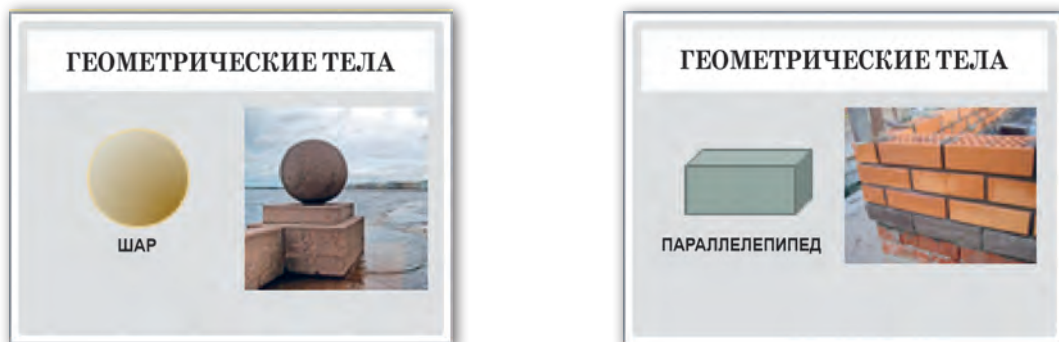 ГЕОМЕТРИЧЕСКИЕ ТЕЛА
ШАР
ГЕОМЕТРИЧЕСКИЕ ТЕЛА
ПАРАЛЛЕЛЕПИПЕД